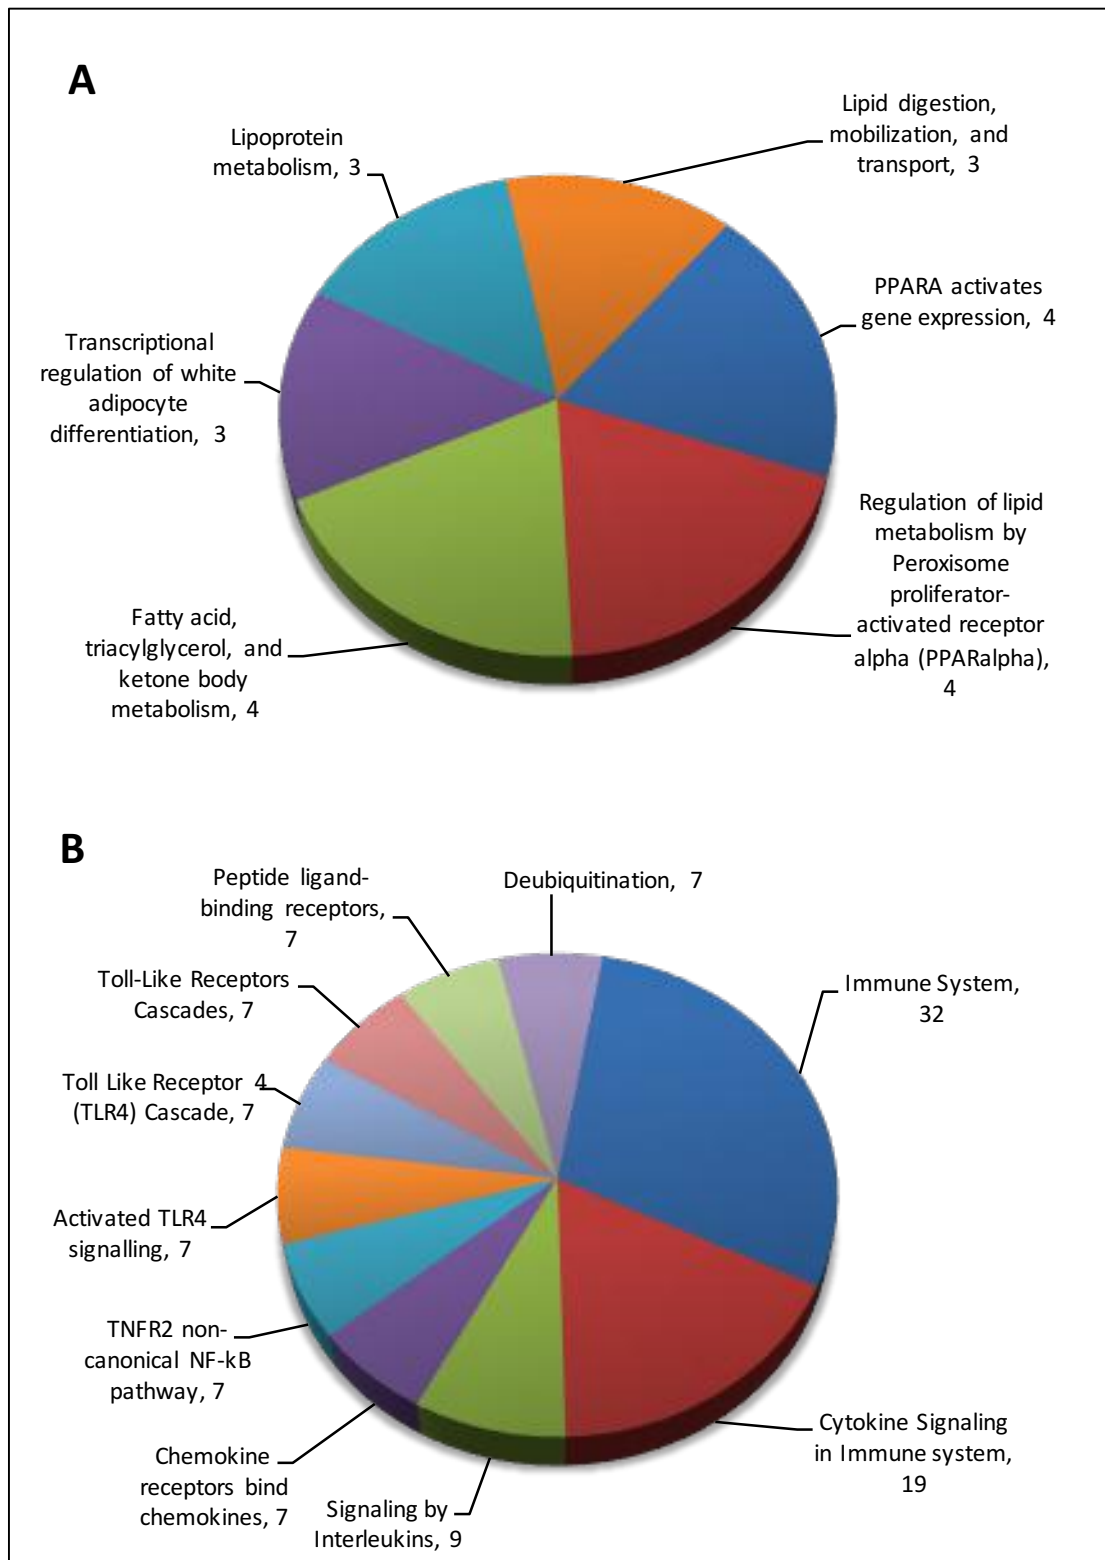 A
Lipid digestion,
mobilization, and
transport, 3
Lipoprotein
metabolism, 3
PPARA activates
gene expression, 4
Transcriptional
regulation of white
adipocyte
differentiation, 3
Regulation of lipid
metabolism by
Peroxisome
proliferator-
activated receptor
alpha (PPARalpha),
4
Fatty acid,
triacylglycerol, and
ketone body
metabolism, 4
B
Peptide ligand-
binding receptors,
7
Deubiquitination, 7
Toll-Like Receptors
Cascades, 7
Immune System,
32
Toll Like Receptor 4
(TLR4) Cascade, 7
Activated TLR4
signalling, 7
TNFR2 non-
canonical NF-kB
pathway, 7
Cytokine Signaling
in Immune system,
19
Chemokine
receptors bind
chemokines, 7
Signaling by
Interleukins, 9